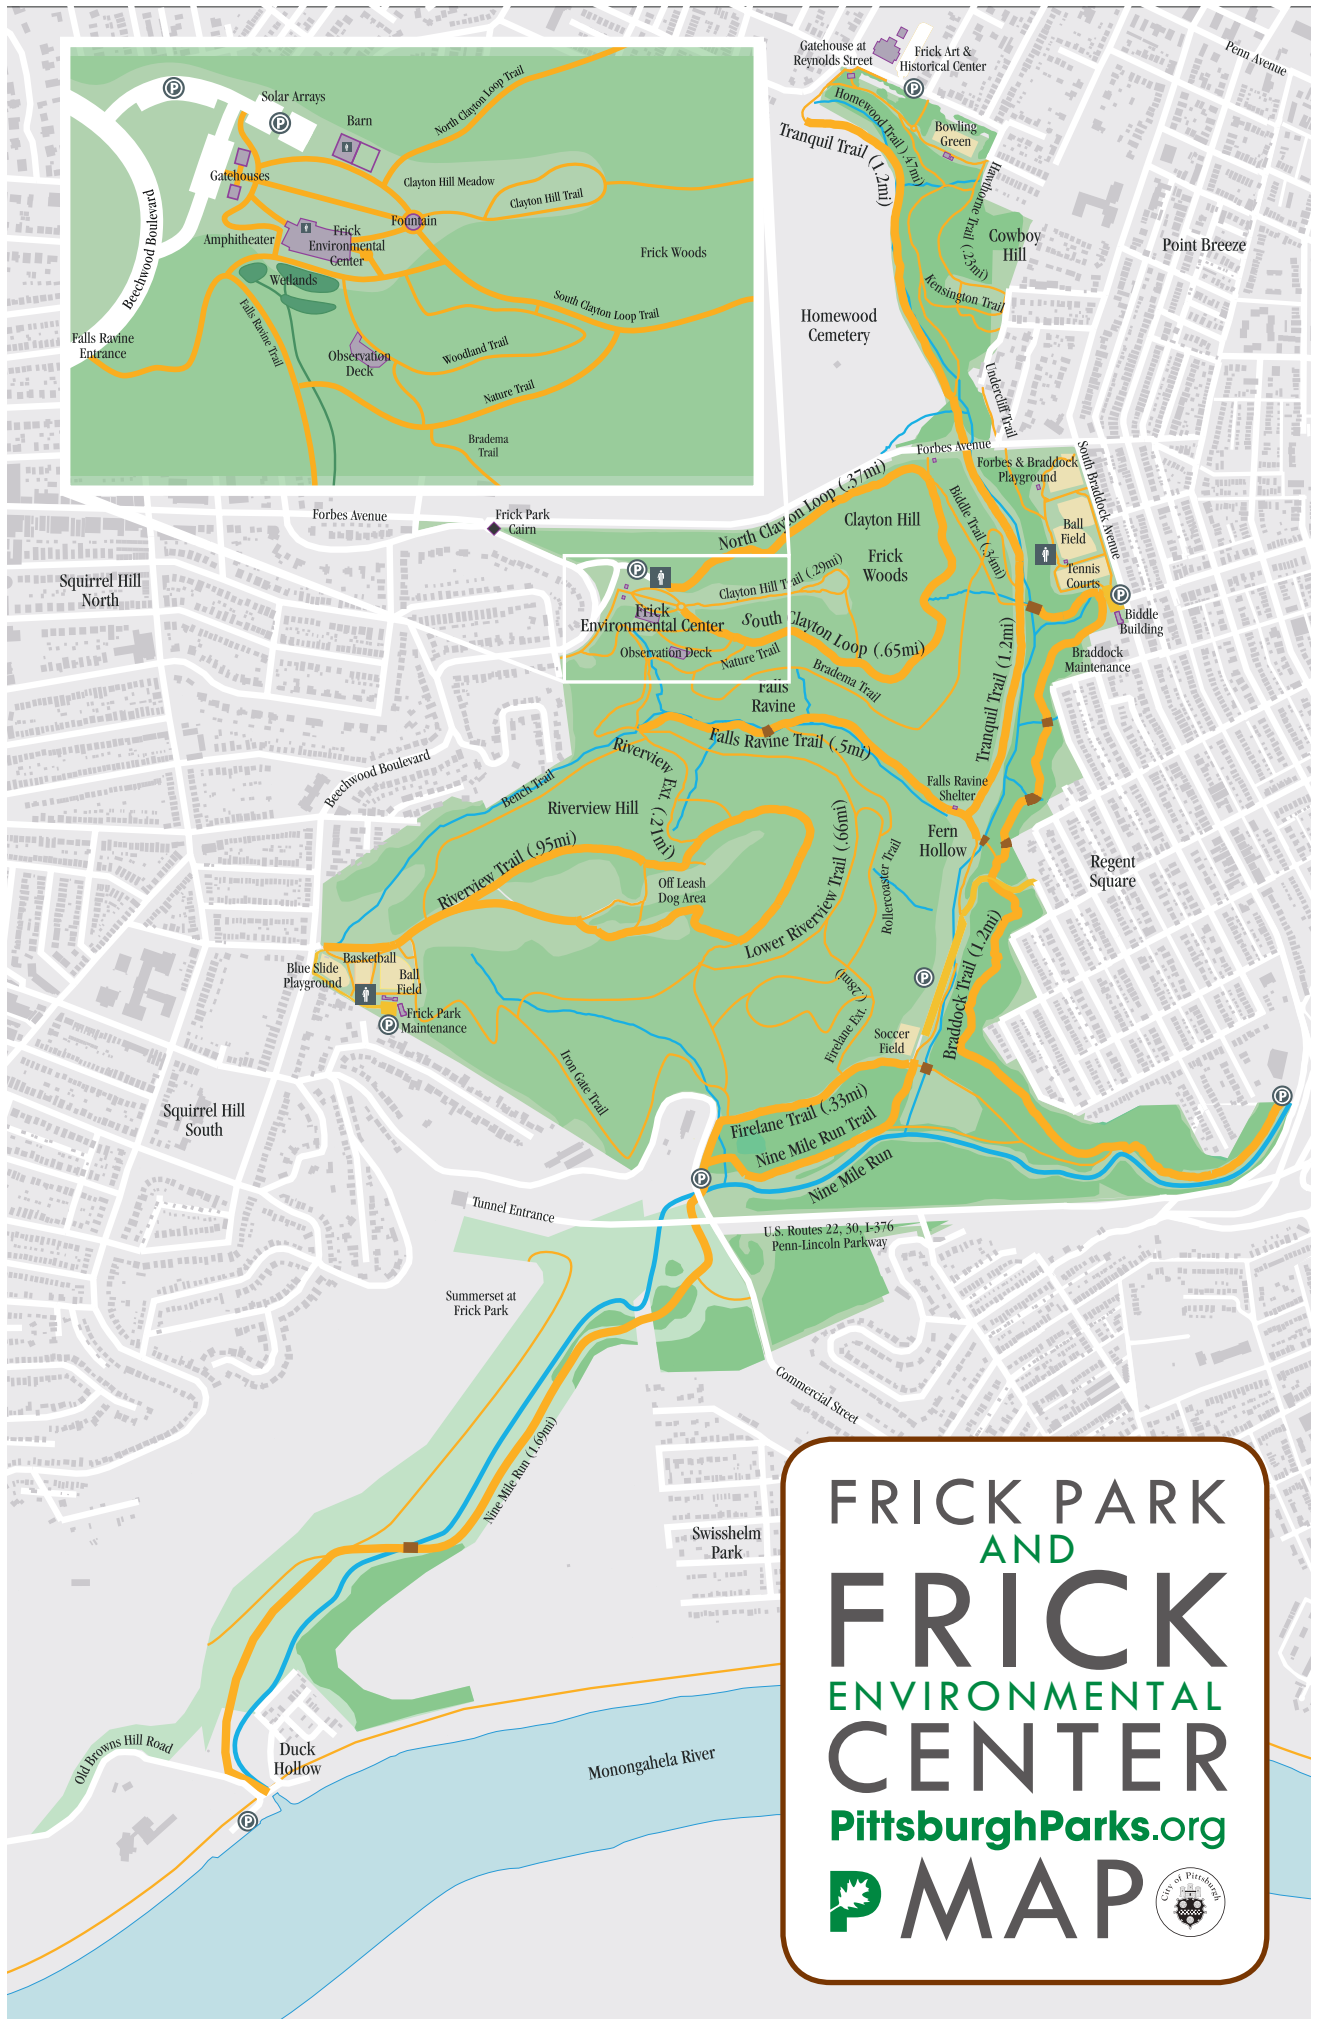 Solar Arrays
Barn
North Clayton Loop Trail
Gatehouses
Clayton Hill Meadow
Clayton Hill Trail
Beechwood Boulevard
Fountain
Amphitheater
Frick
Environmental
Center
Frick Woods
Wetlands
South Clayton Loop Trail
Falls Ravine Trail
Falls Ravine
Entrance
Observation
Deck
Woodland Trail
Nature Trail
Bradema
Trail
Gatehouse at
Reynolds Street
Frick Art &
Historical Center
Penn Avenue
P
P
P
Homewood Trail (.47mi)
Bowling
Green
Tranquil Trail (1.2mi)
Hawthorne Trail (.23mi)
Cowboy
Hill
Point Breeze
Kensington Trail
Homewood
Cemetery
Undercliff Trail
Forbes Avenue
Forbes & Braddock
Playground
South Braddock Avenue
North Clayton Loop (.37mi)
Forbes Avenue
Frick Park
Cairn
Clayton Hill
Biddle Trail (.34mi)
Ball
Field
Frick
Woods
Tennis
Courts
P
Squirrel Hill
North
P
Clayton Hill Trail (.29mi)
Frick
Environmental Center
South Clayton Loop (.65mi)
Biddle
Building
Observation Deck
Nature Trail
Braddock
Maintenance
Bradema Trail
Falls
Ravine
Tranquil Trail (1.2mi)
Falls Ravine Trail (.5mi)
Riverview Ext. (.21mi)
Beechwood Boulevard
Bench Trail
Falls Ravine
Shelter
Riverview Hill
Fern
Hollow
Riverview Trail (.95mi)
Lower Riverview Trail (.99mi)
Rollercoaster Trail
Regent
Square
Off Leash
Dog Area
Braddock Trail (1.2mi)
Basketball
Blue Slide
Playground
Ball
Field
P
(.28mi)
Firelane Ext.
Frick Park
Maintenance
P
Soccer
Field
Iron Gate Trail
Squirrel Hill
South
P
Firelane Trail (.33mi)
Nine Mile Run Trail
P
Nine Mile Run
Tunnel Entrance
U.S. Routes 22, 30, I-376
Penn-Lincoln Parkway
Summerset at
Frick Park
Commercial Street
Nine Mile Run (1.69mi)
Swisshelm
Park
Old Browns Hill Road
Duck
Hollow
P
Monongahela River
FRICK PARK
AND
FRICK
ENVIRONMENTAL
CENTER
PittsburghParks.org
P MAP
City of Pittsburgh